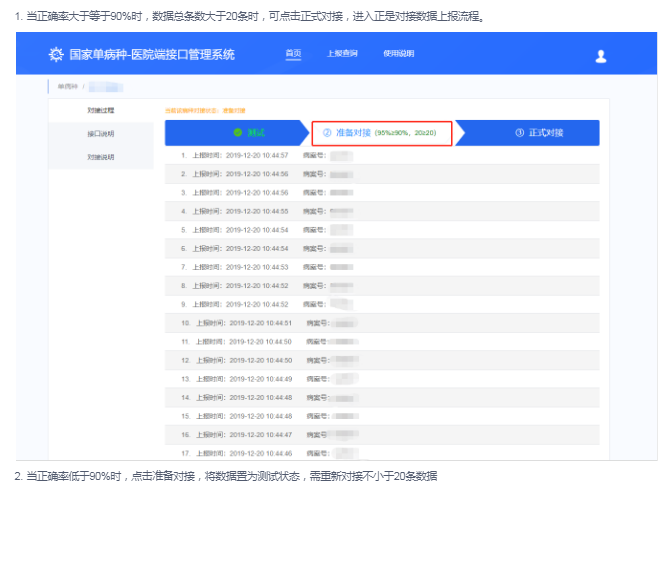 1. 当正确率大于等于90%时，数据总条数大于20条时，可点击正式对接，进入正是对接数据上报流程。
国家单病种-医院端接口管理系统 首页 上报查询 使用说明
单病种 /
对接过程 当前该病种对接状态：准备对接
测试 ② 准备对接 (95%≥90%, 20≥20) ③ 正式对接
接口说明
对接说明
1. 上报时间：2019-12-20 10:44:57 病案号：
2. 上报时间：2019-12-20 10:44:56 病案号：
3. 上报时间：2019-12-20 10:44:56 病案号：
4. 上报时间：2019-12-20 10:44:55 病案号：
5. 上报时间：2019-12-20 10:44:54 病案号：
6. 上报时间：2019-12-20 10:44:54 病案号：
7. 上报时间：2019-12-20 10:44:53 病案号：
8. 上报时间：2019-12-20 10:44:52 病案号：
9. 上报时间：2019-12-20 10:44:52 病案号：
10. 上报时间：2019-12-20 10:44:51 病案号：
11. 上报时间：2019-12-20 10:44:50 病案号：
12. 上报时间：2019-12-20 10:44:50 病案号：
13. 上报时间：2019-12-20 10:44:49 病案号：
14. 上报时间：2019-12-20 10:44:48 病案号：
15. 上报时间：2019-12-20 10:44:48 病案号：
16. 上报时间：2019-12-20 10:44:47 病案号
17. 上报时间：2019-12-20 10:44:46 病案号：
2. 当正确率低于90%时，点击准备对接，将数据置为测试状态，需重新对接不小于20条数据